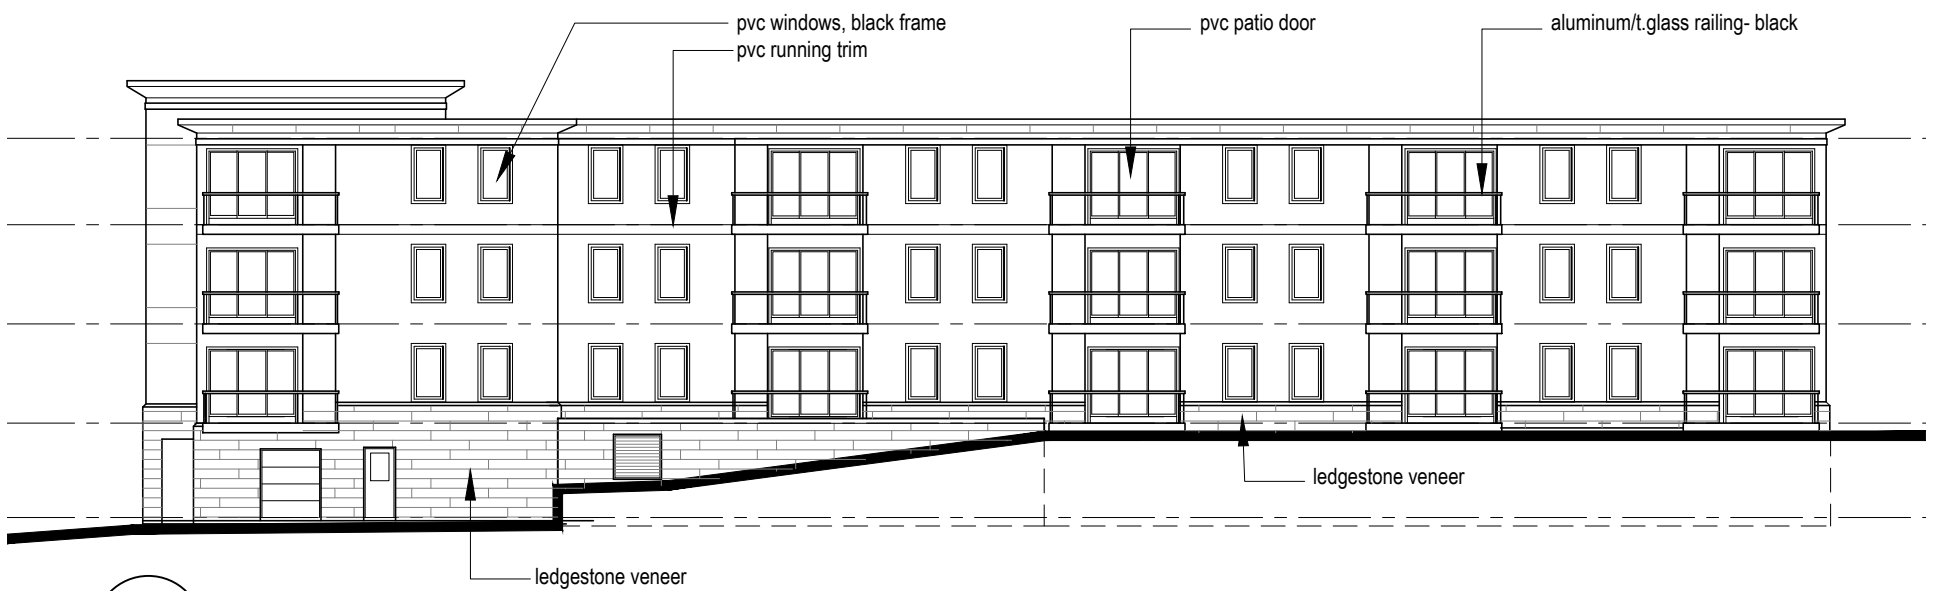 pvc windows, black frame
pvc running trim
pvc patio door
aluminum/t.glass railing- black
ledgestone veneer
ledgestone veneer